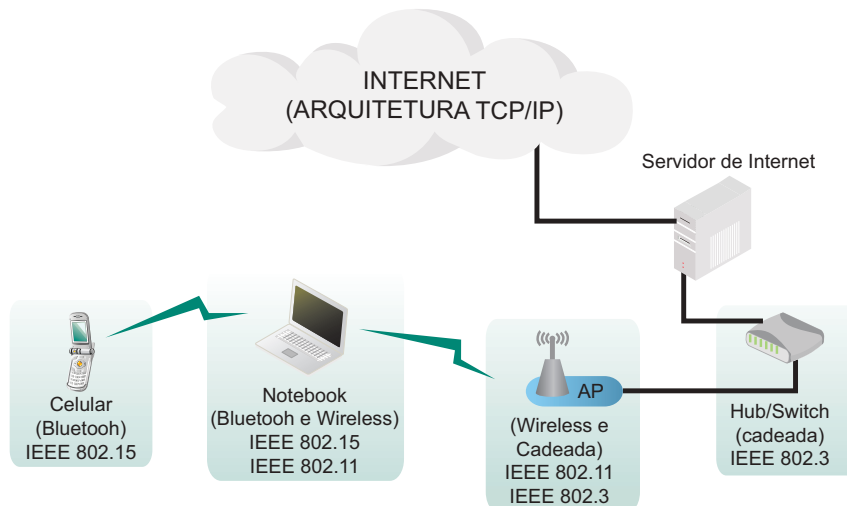 INTERNET
(ARQUITETURA TCP/IP)
Servidor de Internet
Celular
(Bluetooh)
IEEE 802.15
Notebook
(Bluetooh e Wireless)
IEEE 802.15
IEEE 802.11
AP
(Wireless e
Cadeada)
IEEE 802.11
IEEE 802.3
Hub/Switch
(cadeada)
IEEE 802.3